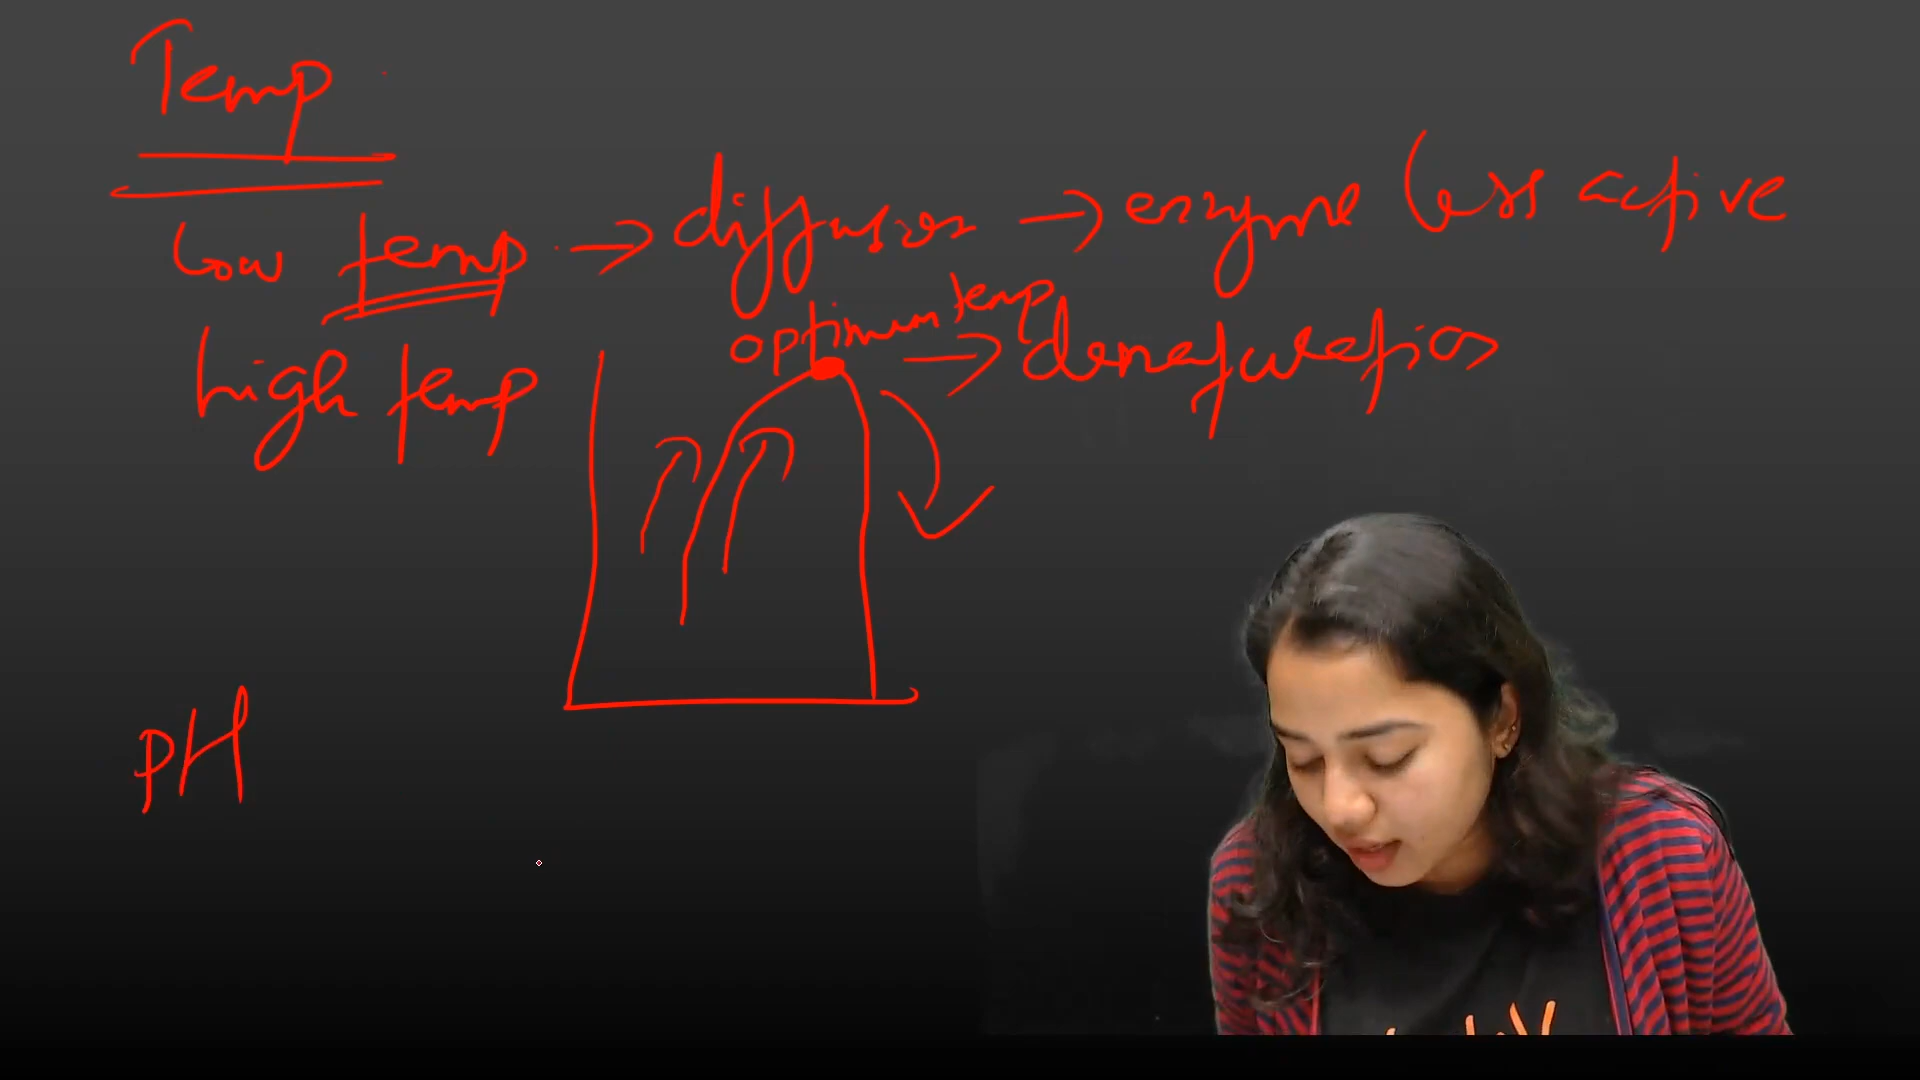 Temp
low temp → diffusion → enzyme less active
optimum temp
high temp → denaturation
pH